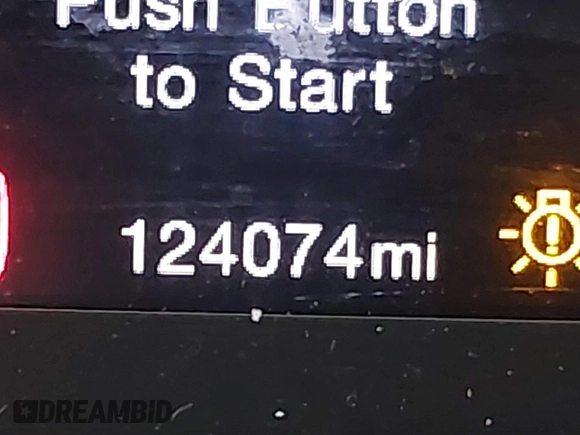 Push Button
to Start
124074mi
DREAMBID